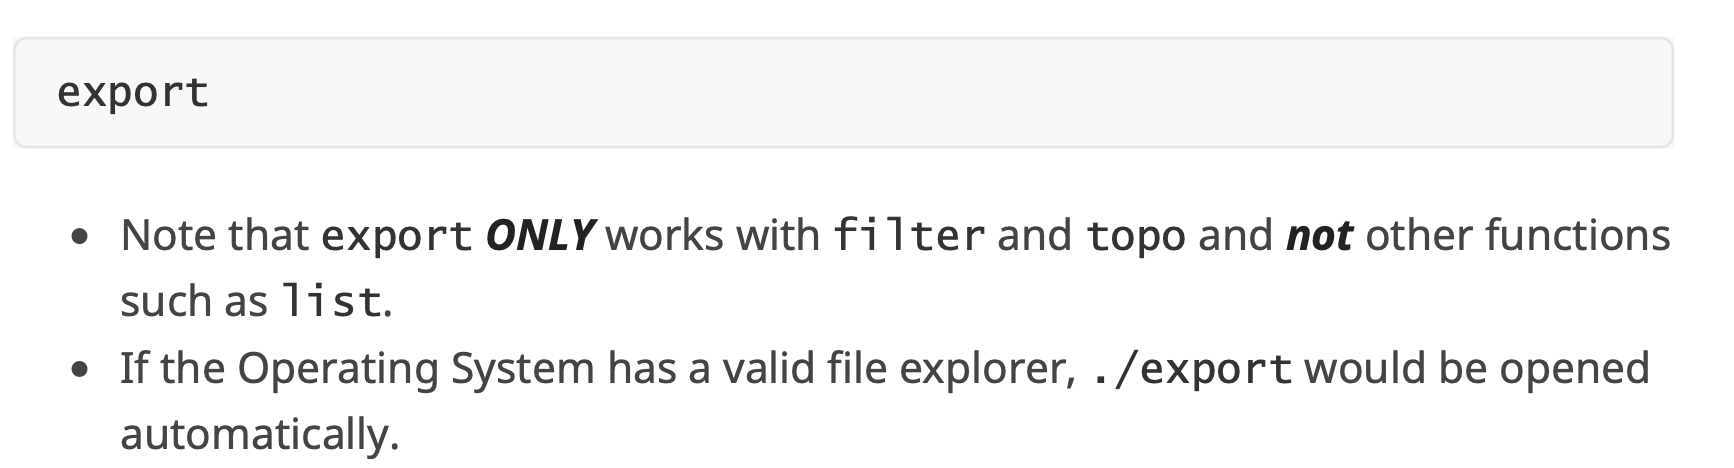 export
Note that export ONLY works with filter and topo and not other functions
such as list.
If the Operating System has a valid file explorer, ./export would be opened
automatically.